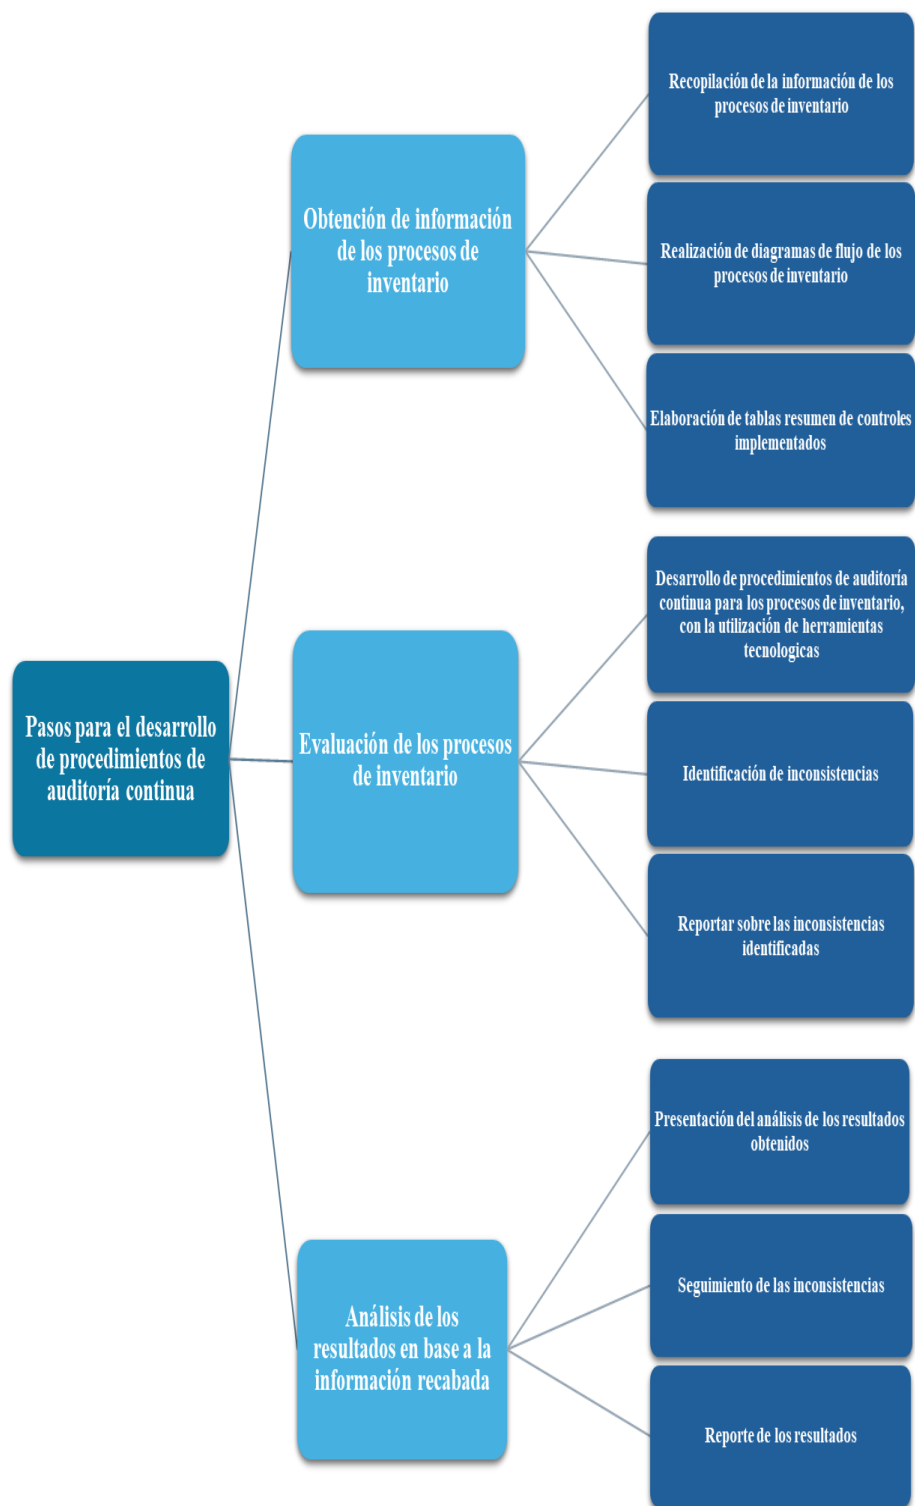 Pasos para el desarrollo
de procedimientos de
auditoría continua
Obtención de información
de los procesos de
inventario
Recopilación de la información de los
procesos de inventario
Realización de diagramas de flujo de los
procesos de inventario
Elaboración de tablas resumen de controles
implementados
Evaluación de los procesos
de inventario
Desarrollo de procedimientos de auditoría
continua para los procesos de inventario,
con la utilización de herramientas
tecnologicas
Identificación de inconsistencias
Reportar sobre las inconsistencias
identificadas
Análisis de los
resultados en base a la
información recabada
Presentación del análisis de los resultados
obtenidos
Seguimiento de las inconsistencias
Reporte de los resultados